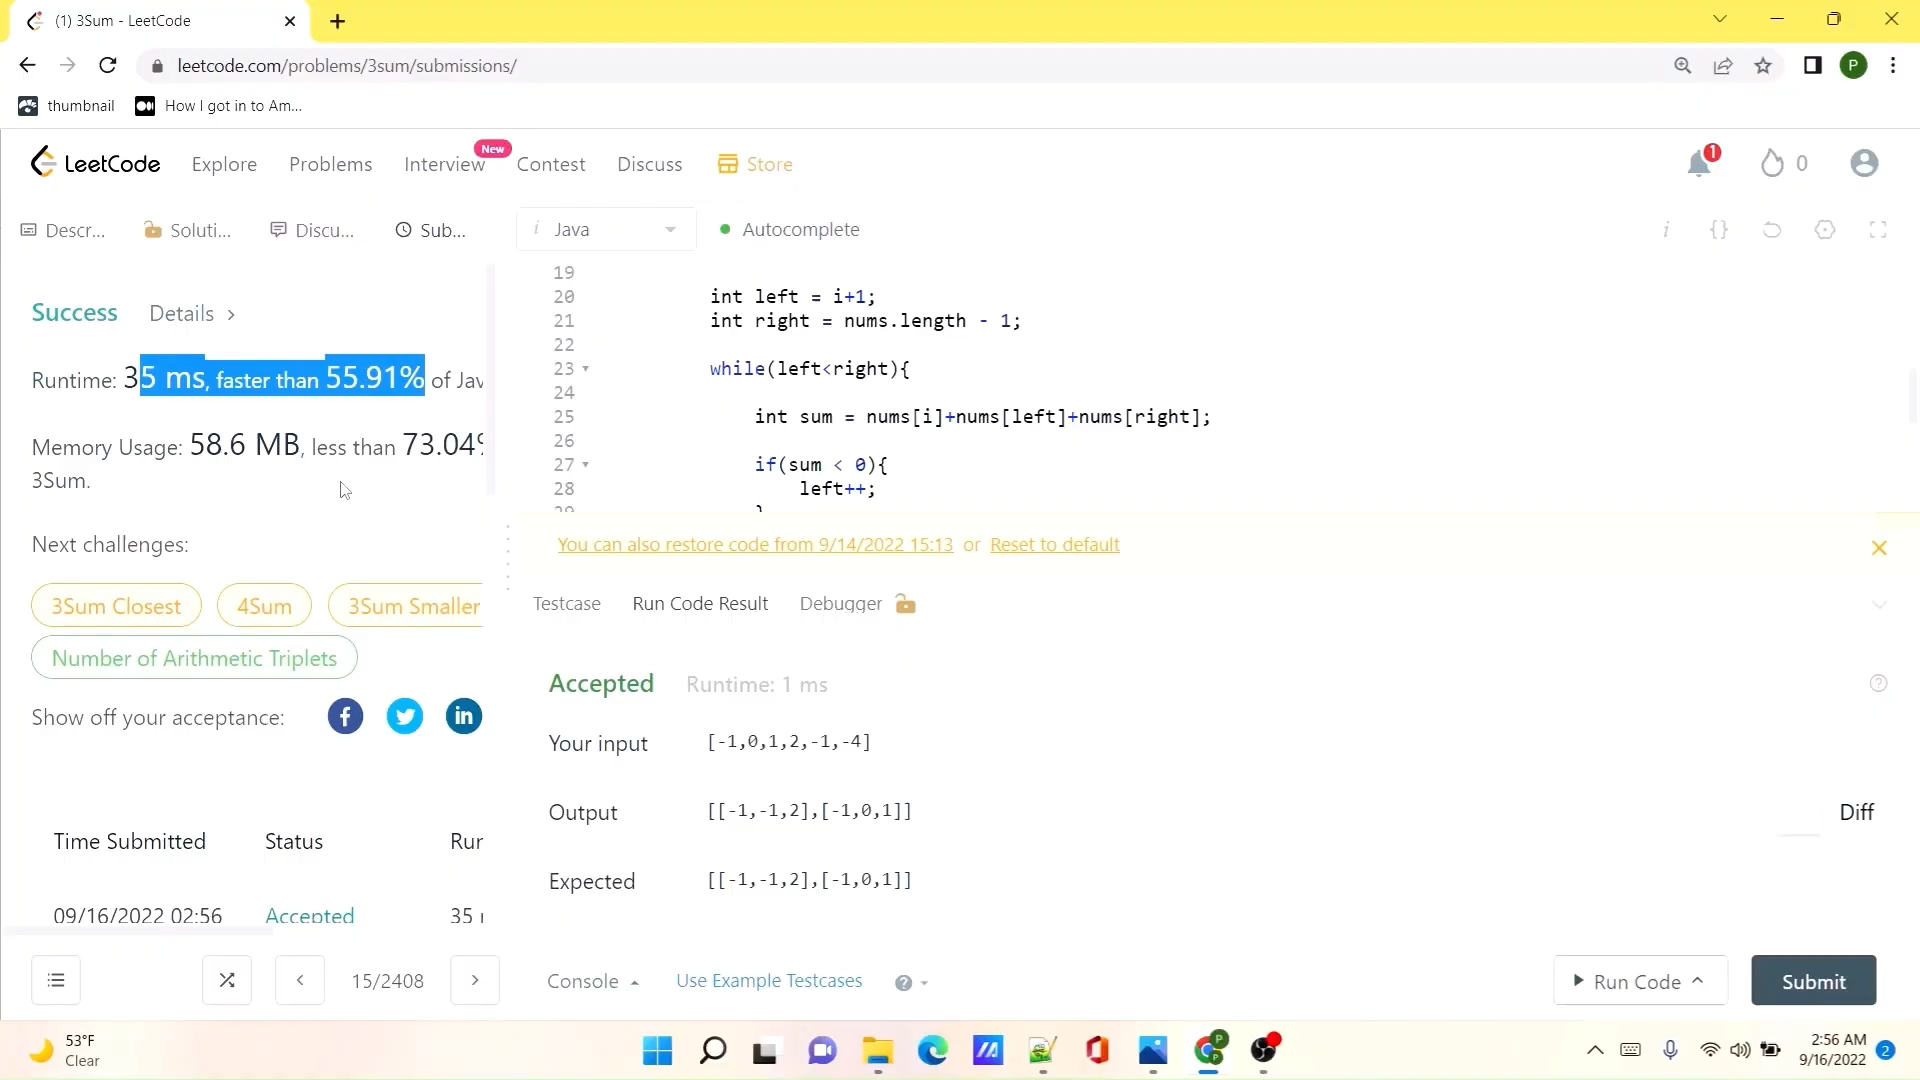 (1) 3Sum - LeetCode
leetcode.com/problems/3sum/submissions/
P
thumbnail
How I got in to Am...
LeetCode
Explore
Problems
Interview
New
Contest
Discuss
Store
1
0
Descr...
Soluti...
Discu...
Sub...
i Java
Autocomplete
i
{}
Success
Details >
Runtime: 35 ms, faster than 55.91% of Jav
Memory Usage: 58.6 MB, less than 73.04%
3Sum.
Next challenges:
3Sum Closest
4Sum
3Sum Smaller
Number of Arithmetic Triplets
Show off your acceptance:
Time Submitted
Status
Run
09/16/2022 02:56
Accepted
35 m
15/2408
19
20 int left = i+1;
21 int right = nums.length - 1;
22
23 while(left<right){
24
25 int sum = nums[i]+nums[left]+nums[right];
26
27 if(sum < 0){
28 left++;
29 }
You can also restore code from 9/14/2022 15:13 or Reset to default
Testcase
Run Code Result
Debugger
Accepted
Runtime: 1 ms
Your input
[-1,0,1,2,-1,-4]
Output
[[-1,-1,2],[-1,0,1]]
Diff
Expected
[[-1,-1,2],[-1,0,1]]
Console
Use Example Testcases
Run Code
Submit
53°F
Clear
2:56 AM
9/16/2022
2